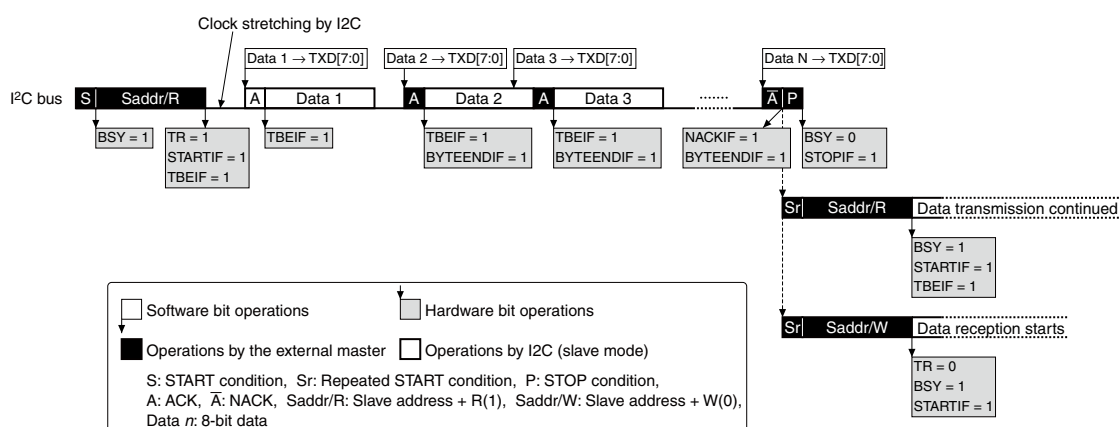 Clock stretching by I2C
Data 1 → TXD[7:0] Data 2 → TXD[7:0] Data 3 → TXD[7:0] Data N → TXD[7:0]
I²C bus S Saddr/R A Data 1 A Data 2 A Data 3 ······ A̅ P
BSY = 1
TR = 1
STARTIF = 1
TBEIF = 1
TBEIF = 1
TBEIF = 1
BYTEENDIF = 1
TBEIF = 1
BYTEENDIF = 1
NACKIF = 1
BYTEENDIF = 1
BSY = 0
STOPIF = 1
Sr Saddr/R Data transmission continued
BSY = 1
STARTIF = 1
TBEIF = 1
Sr Saddr/W Data reception starts
TR = 0
BSY = 1
STARTIF = 1
Software bit operations Hardware bit operations
Operations by the external master Operations by I2C (slave mode)
S: START condition, Sr: Repeated START condition, P: STOP condition,
A: ACK, A̅: NACK, Saddr/R: Slave address + R(1), Saddr/W: Slave address + W(0),
Data n: 8-bit data